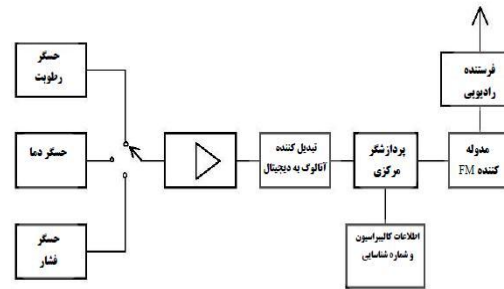 حسگر
رطوبت
حسگر دما
حسگر
فشار
تبدیل کننده
آنالوگ به دیجیتال
پردازشگر
مرکزی
اطلاعات کالیبراسیون
و شماره شناسایی
مدوله
کننده FM
فرستنده
رادیویی